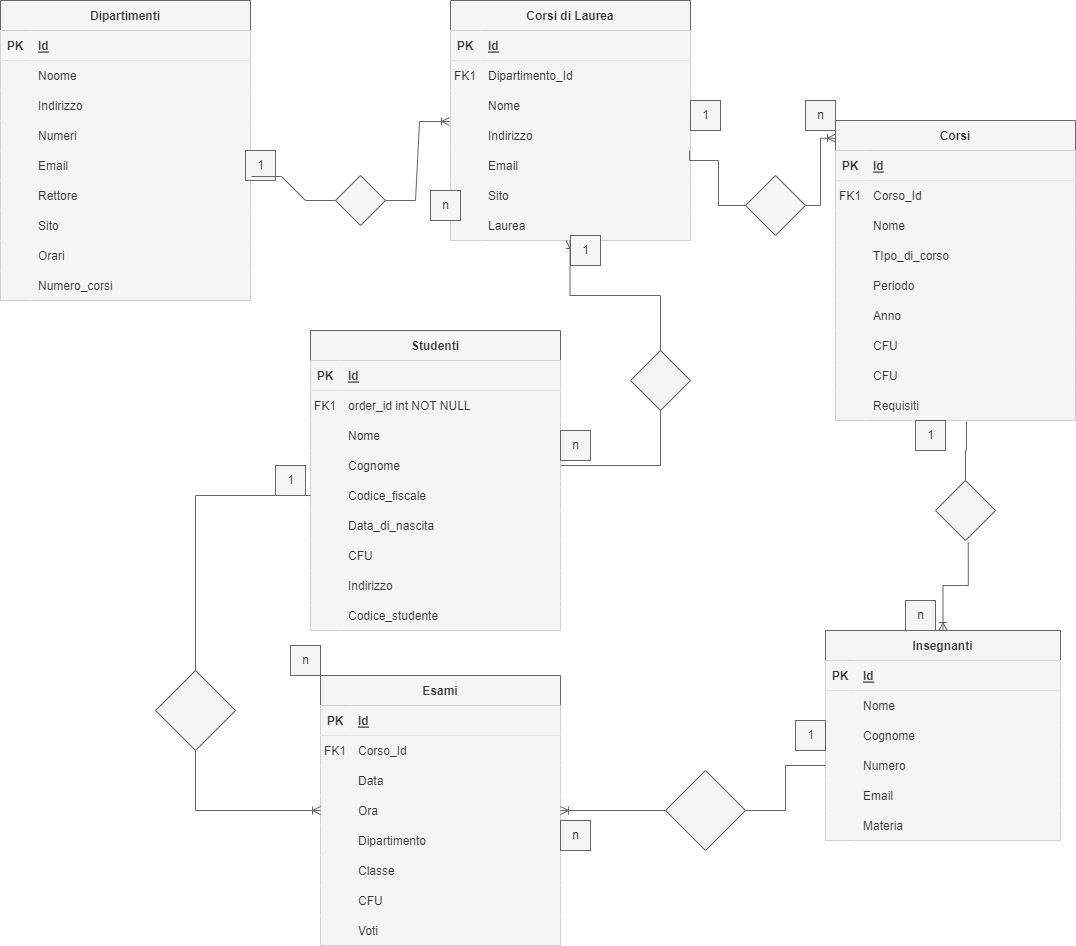 Dipartimenti
PK Id
Noome
Indirizzo
Numeri
Email
Rettore
Sito
Orari
Numero_corsi
1
n
Corsi di Laurea
PK Id
FK1 Dipartimento_Id
Nome
Indirizzo
Email
Sito
Laurea
1
n
Corsi
PK Id
FK1 Corso_Id
Nome
TIpo_di_corso
Periodo
Anno
CFU
CFU
Requisiti
1
1
n
Studenti
PK Id
FK1 order_id int NOT NULL
Nome
Cognome
Codice_fiscale
Data_di_nascita
CFU
Indirizzo
Codice_studente
1
n
Esami
PK Id
FK1 Corso_Id
Data
Ora
Dipartimento
Classe
CFU
Voti
n
n
Insegnanti
PK Id
Nome
Cognome
Numero
Email
Materia
1